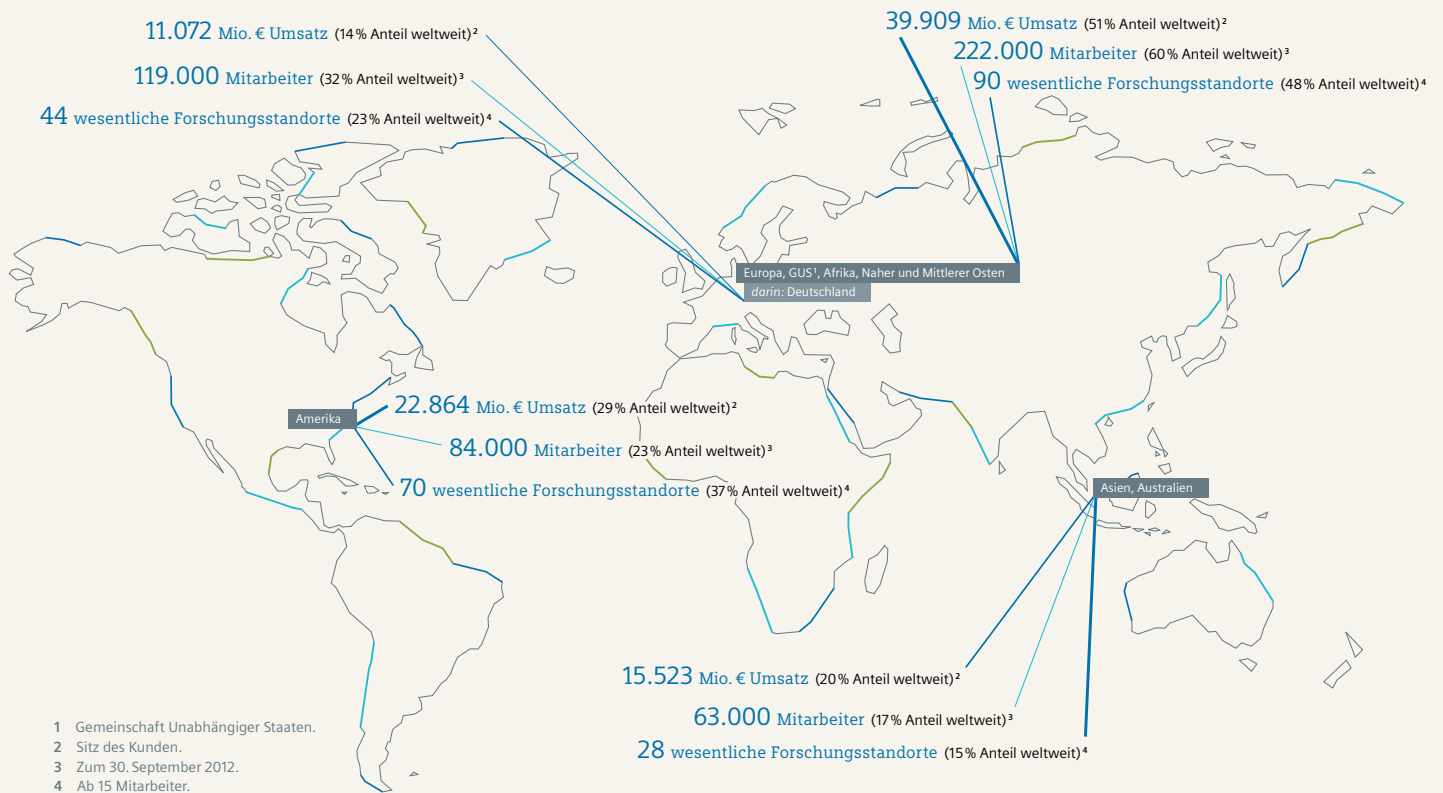 11.072 Mio. € Umsatz (14 % Anteil weltweit)²
119.000 Mitarbeiter (32 % Anteil weltweit)³
44 wesentliche Forschungsstandorte (23 % Anteil weltweit)⁴
39.909 Mio. € Umsatz (51 % Anteil weltweit)²
222.000 Mitarbeiter (60 % Anteil weltweit)³
90 wesentliche Forschungsstandorte (48 % Anteil weltweit)⁴
Europa, GUS¹, Afrika, Naher und Mittlerer Osten
darin: Deutschland
Amerika
22.864 Mio. € Umsatz (29 % Anteil weltweit)²
84.000 Mitarbeiter (23 % Anteil weltweit)³
70 wesentliche Forschungsstandorte (37 % Anteil weltweit)⁴
Asien, Australien
15.523 Mio. € Umsatz (20 % Anteil weltweit)²
63.000 Mitarbeiter (17 % Anteil weltweit)³
28 wesentliche Forschungsstandorte (15 % Anteil weltweit)⁴
1 Gemeinschaft Unabhängiger Staaten.
2 Sitz des Kunden.
3 Zum 30. September 2012.
4 Ab 15 Mitarbeiter.